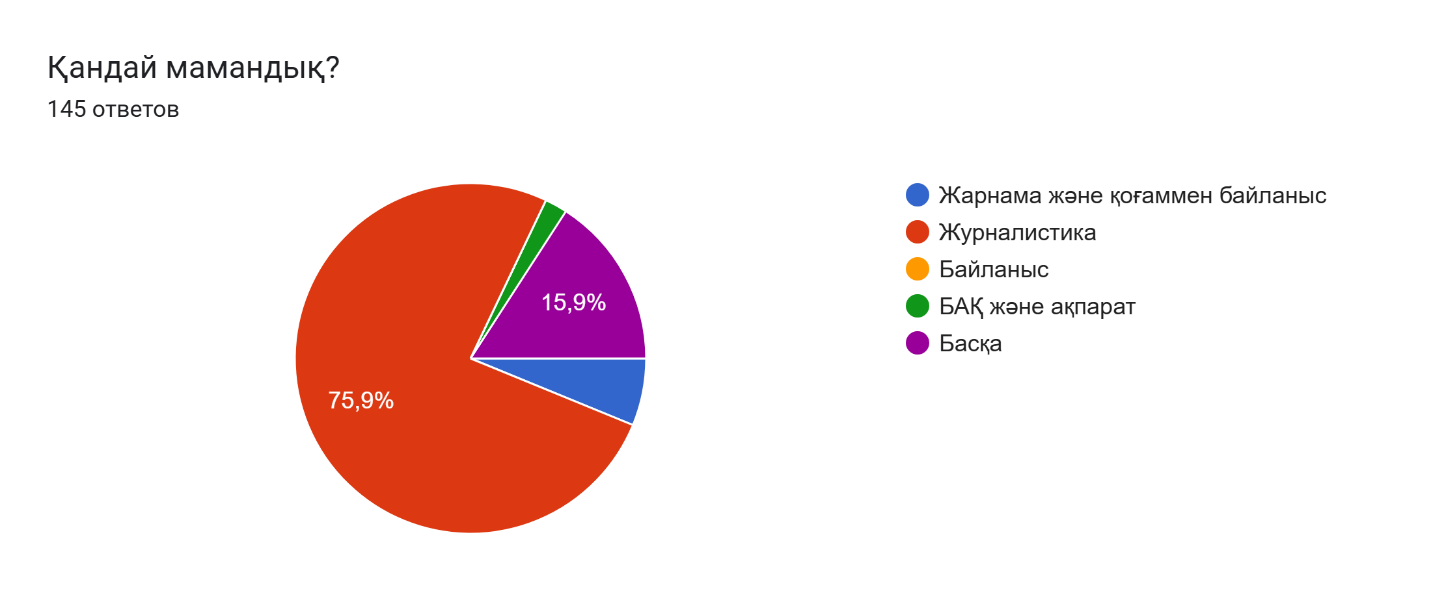 Қандай мамандық?
145 ответов
Жарнама және қоғаммен байланыс
Журналистика
Байланыс
БАҚ және ақпарат
Басқа
15,9%
75,9%